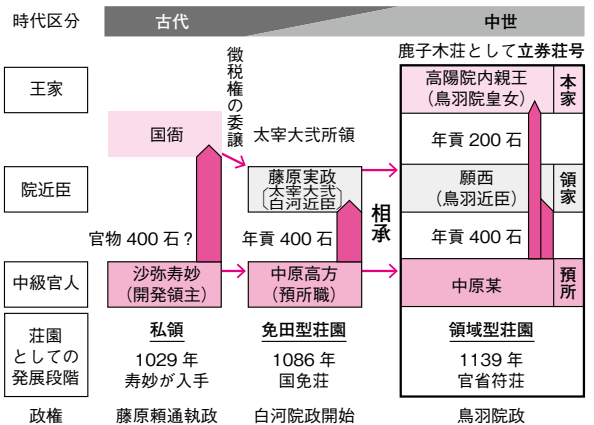 時代区分
古代
中世
鹿子木荘として立券荘号
王家
院近臣
中級官人
荘園
としての
発展段階
政権
国衙
官物 400 石 ?
沙弥寿妙
(開発領主)
私領
1029 年
寿妙が入手
藤原頼通執政
徴税権の委譲
太宰大弐所領
藤原実政
〔太宰大弐
白河近臣〕
年貢 400 石
相承
中原高方
(預所職)
免田型荘園
1086 年
国免荘
白河院政開始
高陽院内親王
(鳥羽院皇女)
本家
年貢 200 石
願西
(鳥羽近臣)
領家
年貢 400 石
中原某
預所
領域型荘園
1139 年
官省符荘
鳥羽院政